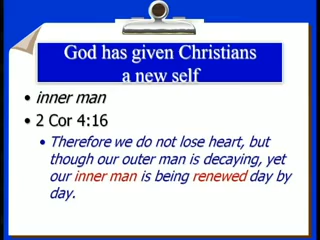 God has given Christians
a new self
• inner man
• 2 Cor 4:16
• Therefore we do not lose heart, but
though our outer man is decaying, yet
our inner man is being renewed day by
day.